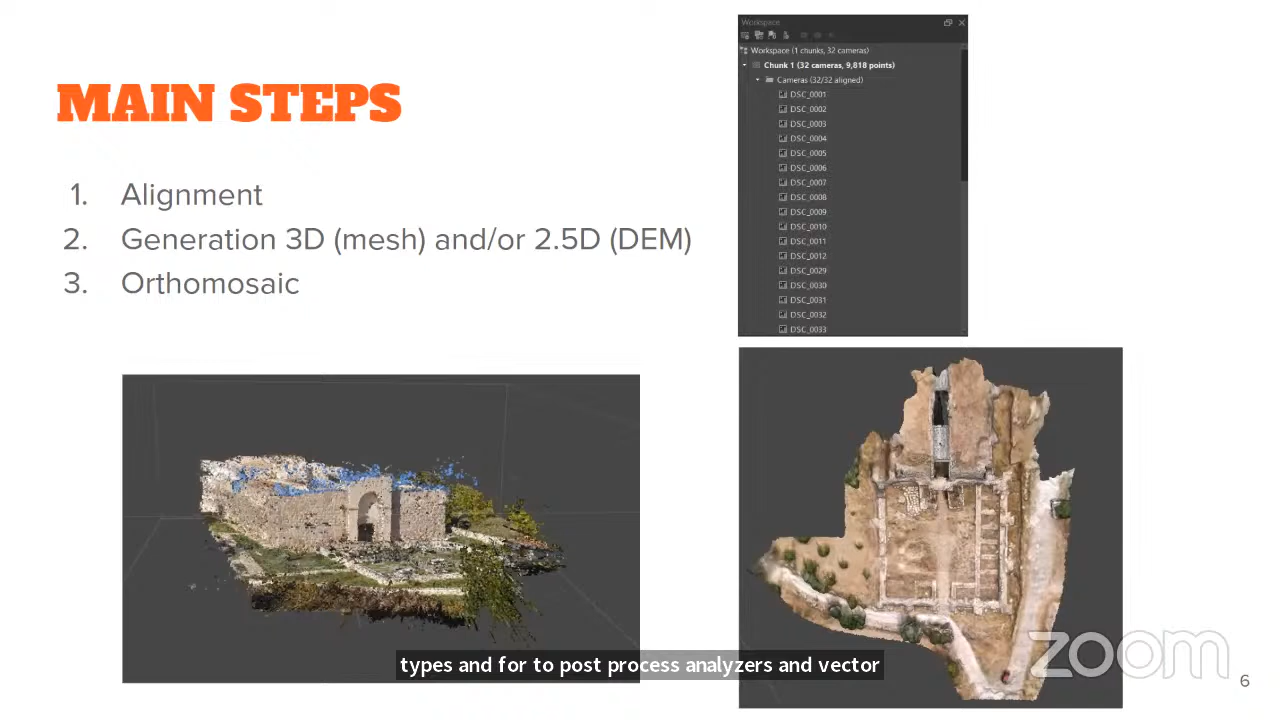 MAIN STEPS
1. Alignment
2. Generation 3D (mesh) and/or 2.5D (DEM)
3. Orthomosaic
Workspace
Workspace (1 chunks, 32 cameras)
Chunk 1 (32 cameras, 9,818 points)
Cameras (32/32 aligned)
DSC_0001
DSC_0002
DSC_0003
DSC_0004
DSC_0005
DSC_0006
DSC_0007
DSC_0008
DSC_0009
DSC_0010
DSC_0011
DSC_0012
DSC_0029
DSC_0030
DSC_0031
DSC_0032
DSC_0033
types and for to post process analyzers and vector
zoom
6